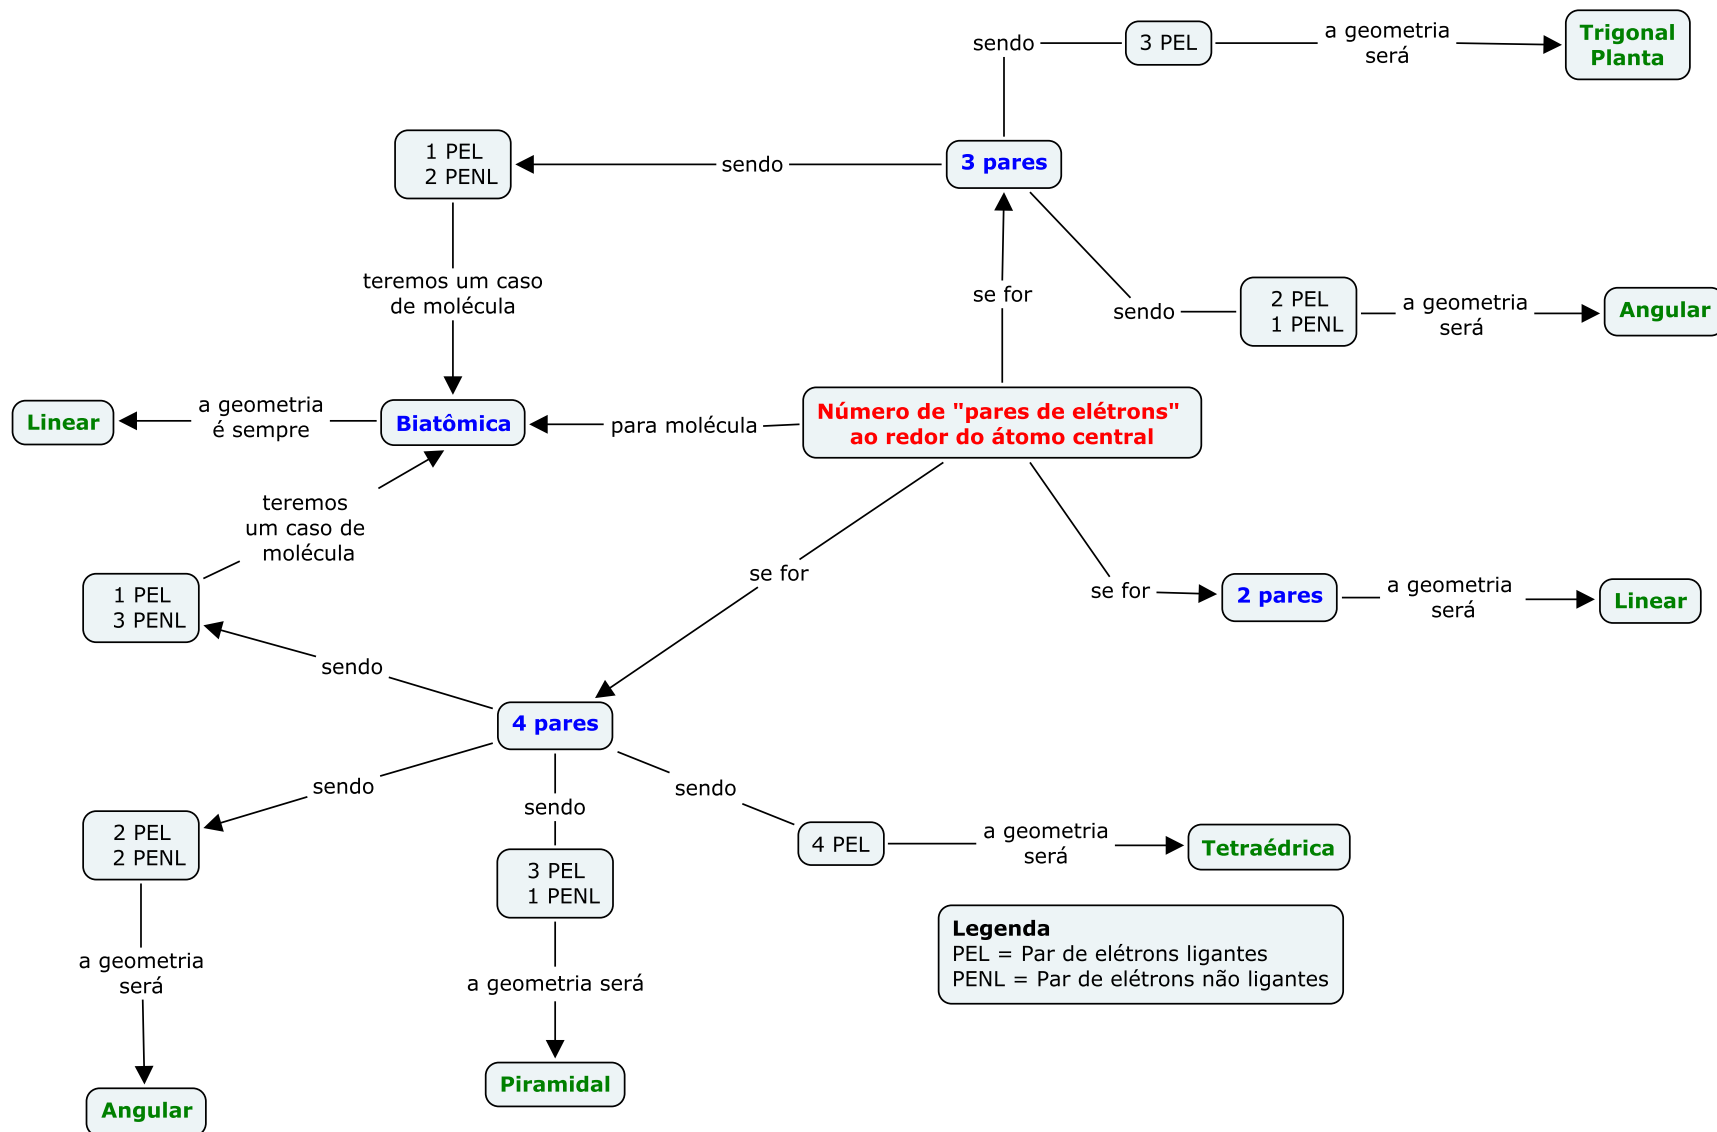 sendo
3 PEL
a geometria
será
Trigonal
Planta
1 PEL
2 PENL
sendo
3 pares
teremos um caso
de molécula
se for
sendo
2 PEL
1 PENL
a geometria
será
Angular
Linear
a geometria
é sempre
Biatômica
para molécula
Número de "pares de elétrons"
ao redor do átomo central
teremos
um caso de
molécula
1 PEL
3 PENL
se for
se for
2 pares
a geometria
será
Linear
sendo
4 pares
sendo
sendo
sendo
2 PEL
2 PENL
3 PEL
1 PENL
4 PEL
a geometria
será
Tetraédrica
a geometria
será
a geometria será
Legenda
PEL = Par de elétrons ligantes
PENL = Par de elétrons não ligantes
Angular
Piramidal